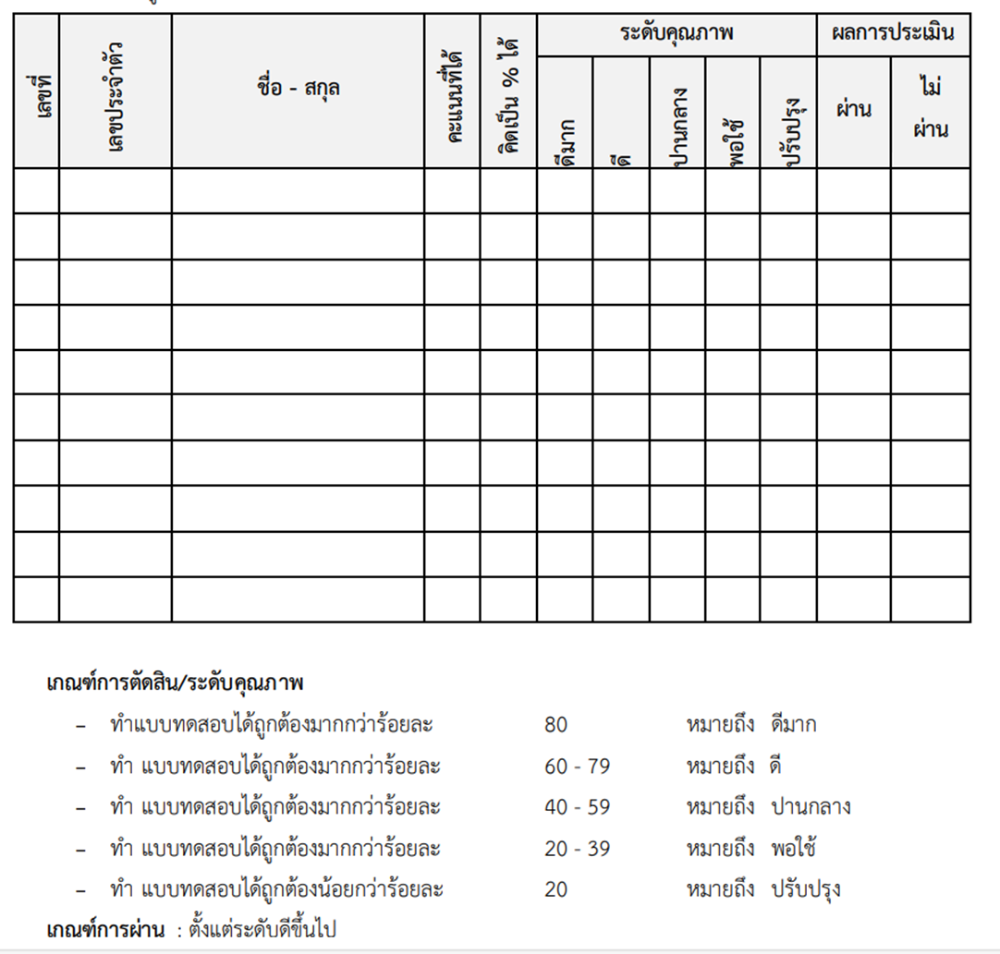 ระดับคุณภาพ ผลการประเมิน
เลขที่ เลขประจำตัว ชื่อ - สกุล คะแนนที่ได้ คิดเป็น % ได้ ดีมาก ดี ปานกลาง พอใช้ ปรับปรุง ผ่าน ไม่
ผ่าน
เกณฑ์การตัดสิน/ระดับคุณภาพ
– ทำแบบทดสอบได้ถูกต้องมากกว่าร้อยละ 80 หมายถึง ดีมาก
– ทำ แบบทดสอบได้ถูกต้องมากกว่าร้อยละ 60 - 79 หมายถึง ดี
– ทำ แบบทดสอบได้ถูกต้องมากกว่าร้อยละ 40 - 59 หมายถึง ปานกลาง
– ทำ แบบทดสอบได้ถูกต้องมากกว่าร้อยละ 20 - 39 หมายถึง พอใช้
– ทำ แบบทดสอบได้ถูกต้องน้อยกว่าร้อยละ 20 หมายถึง ปรับปรุง
เกณฑ์การผ่าน : ตั้งแต่ระดับดีขึ้นไป